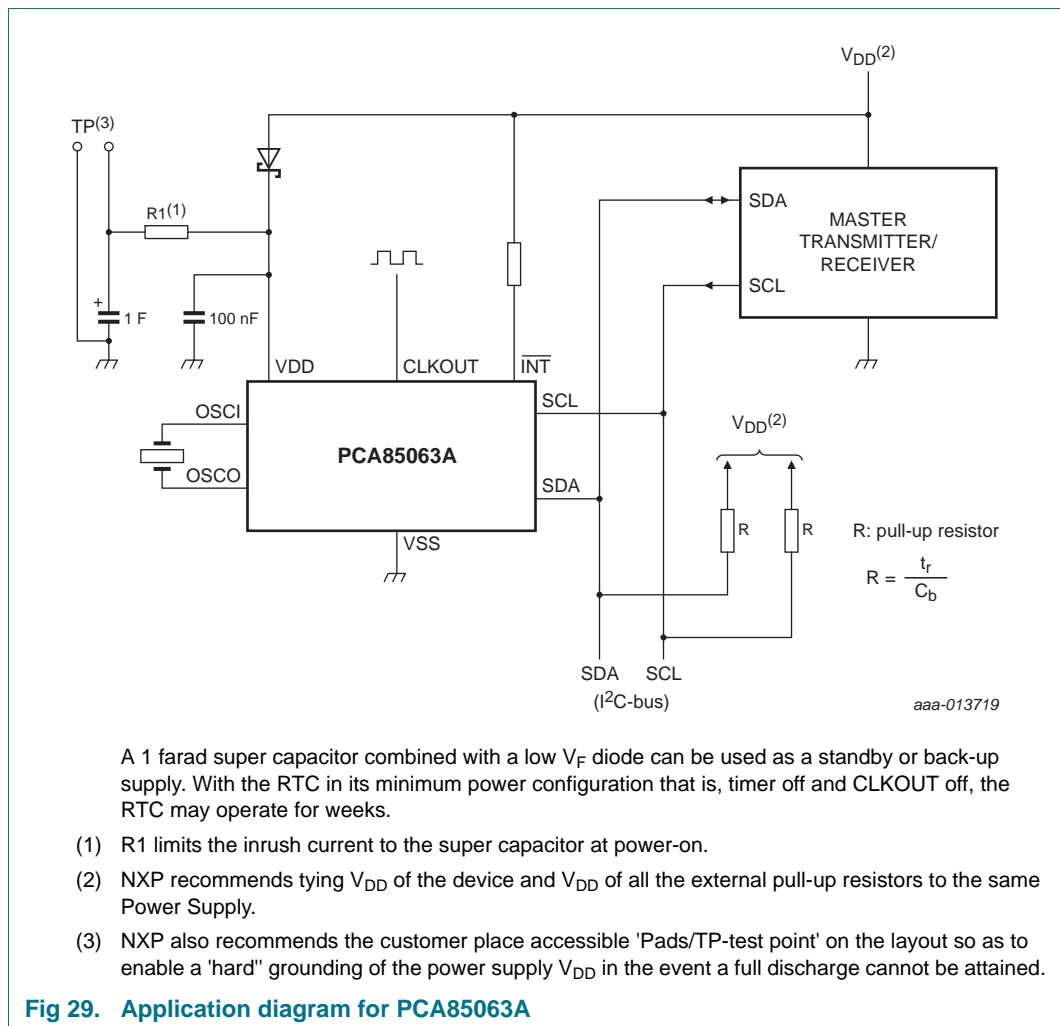 VDD(2)
TP(3)
R1(1)
SDA
MASTER
TRANSMITTER/
RECEIVER
SCL
+
1 F
100 nF
VDD
CLKOUT
INT
OSCI
SCL
VDD(2)
PCA85063A
OSCO
SDA
R
R
R: pull-up resistor
VSS
R = tr
Cb
SDA
SCL
(I2C-bus)
aaa-013719
A 1 farad super capacitor combined with a low VF diode can be used as a standby or back-up
supply. With the RTC in its minimum power configuration that is, timer off and CLKOUT off, the
RTC may operate for weeks.
(1) R1 limits the inrush current to the super capacitor at power-on.
(2) NXP recommends tying VDD of the device and VDD of all the external pull-up resistors to the same
Power Supply.
(3) NXP also recommends the customer place accessible 'Pads/TP-test point' on the layout so as to
enable a 'hard'' grounding of the power supply VDD in the event a full discharge cannot be attained.
Fig 29. Application diagram for PCA85063A